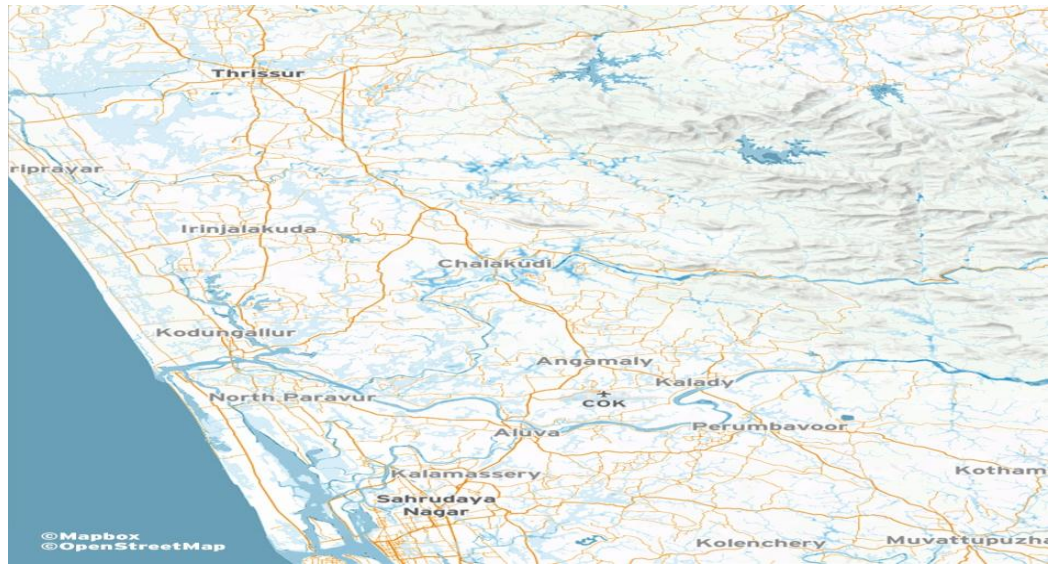 Thrissur
riprayar
Irinjalakuda
Chalakudi
Kodungallur
Angamaly
Kalady
North Paravur
COK
Aluva
Perumbavoor
Kalamassery
Kotham
Sahrudaya
Nagar
Kolenchery
Muvattupuzha
©Mapbox
©OpenStreetMap